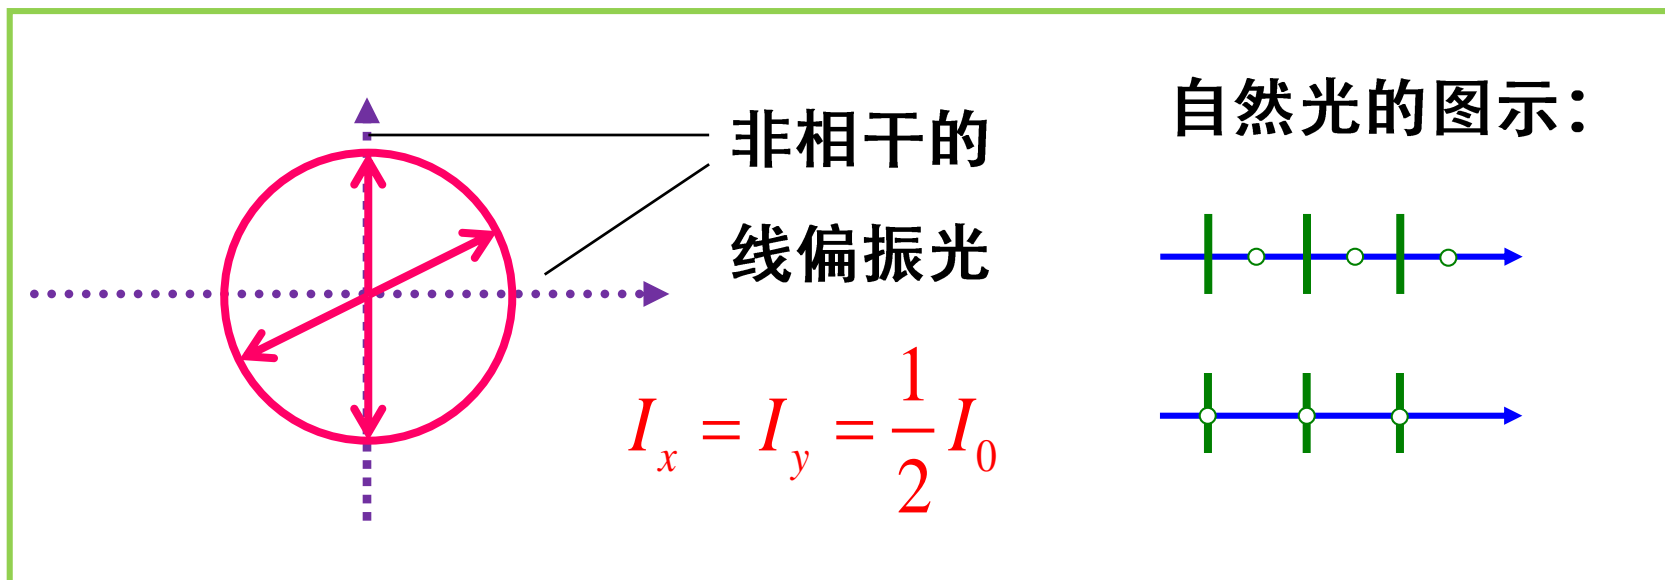 非相干的
线偏振光
I_x = I_y = \frac{1}{2} I_0
自然光的图示：